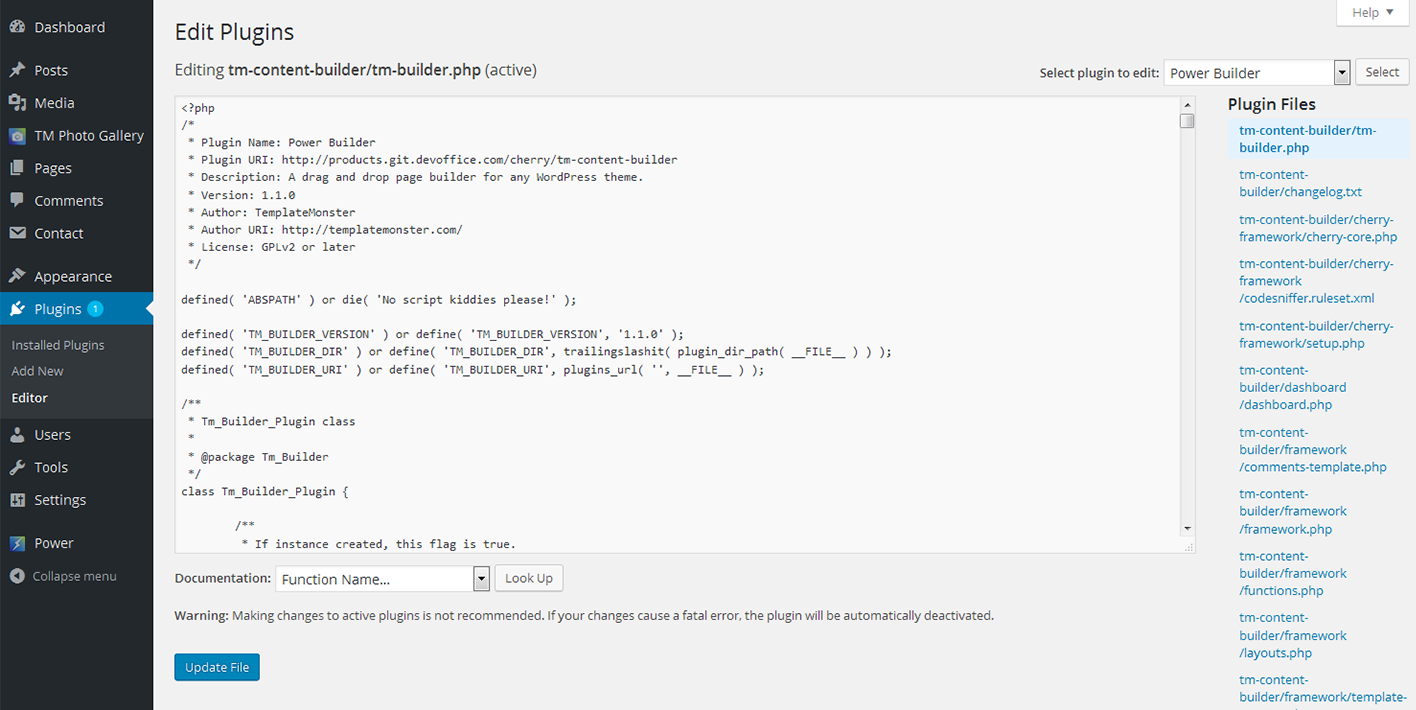 Dashboard
Posts
Media
TM Photo Gallery
Pages
Comments
Contact
Appearance
Plugins 1
Installed Plugins
Add New
Editor
Users
Tools
Settings
Power
Collapse menu
Help
Edit Plugins
Editing tm-content-builder/tm-builder.php (active)
Select plugin to edit: Power Builder Select
<?php
/*
 * Plugin Name: Power Builder
 * Plugin URI: http://products.git.devoffice.com/cherry/tm-content-builder
 * Description: A drag and drop page builder for any WordPress theme.
 * Version: 1.1.0
 * Author: TemplateMonster
 * Author URI: http://templatemonster.com/
 * License: GPLv2 or later
 */
defined( 'ABSPATH' ) or die( 'No script kiddies please!' );
defined( 'TM_BUILDER_VERSION' ) or define( 'TM_BUILDER_VERSION', '1.1.0' );
defined( 'TM_BUILDER_DIR' ) or define( 'TM_BUILDER_DIR', trailingslashit( plugin_dir_path( __FILE__ ) ) );
defined( 'TM_BUILDER_URI' ) or define( 'TM_BUILDER_URI', plugins_url( '', __FILE__ ) );
/**
 * Tm_Builder_Plugin class
 *
 * @package Tm_Builder
 */
class Tm_Builder_Plugin {
/**
 * If instance created, this flag is true.
Documentation: Function Name... Look Up
Warning: Making changes to active plugins is not recommended. If your changes cause a fatal error, the plugin will be automatically deactivated.
Update File
Plugin Files
tm-content-builder/tm-
builder.php
tm-content-
builder/changelog.txt
tm-content-builder/cherry-
framework/cherry-core.php
tm-content-builder/cherry-
framework
/codesniffer.ruleset.xml
tm-content-builder/cherry-
framework/setup.php
tm-content-
builder/dashboard
/dashboard.php
tm-content-
builder/framework
/comments-template.php
tm-content-
builder/framework
/framework.php
tm-content-
builder/framework
/functions.php
tm-content-
builder/framework
/layouts.php
tm-content-
builder/framework/template-